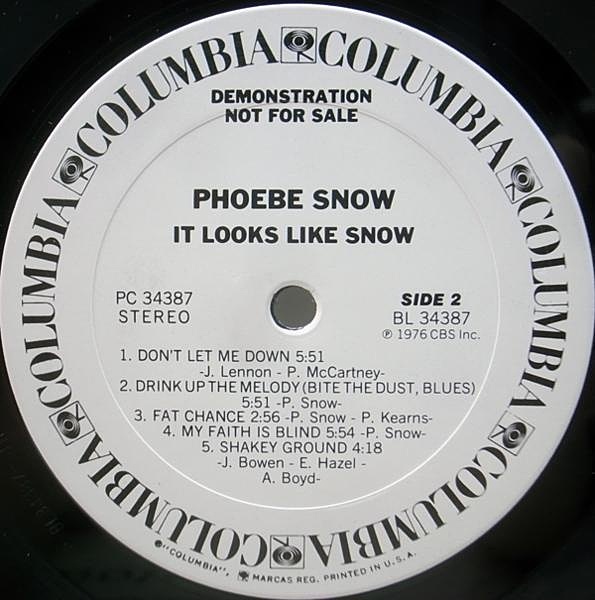 COLUMBIA COLUMBIA COLUMBIA COLUMBIA COLUMBIA COLUMBIA COLUMBIA
DEMONSTRATION
NOT FOR SALE
PHOEBE SNOW
IT LOOKS LIKE SNOW
PC 34387
STEREO
SIDE 2
BL 34387
℗ 1976 CBS Inc.
1. DON'T LET ME DOWN 5:51
-J. Lennon - P. McCartney-
2. DRINK UP THE MELODY (BITE THE DUST, BLUES)
5:51 -P. Snow-
3. FAT CHANCE 2:56 -P. Snow - P. Kearns-
4. MY FAITH IS BLIND 5:54 -P. Snow-
5. SHAKEY GROUND 4:18
-J. Bowen - E. Hazel -
A. Boyd-
"COLUMBIA", MARCAS REG. PRINTED IN U.S.A.